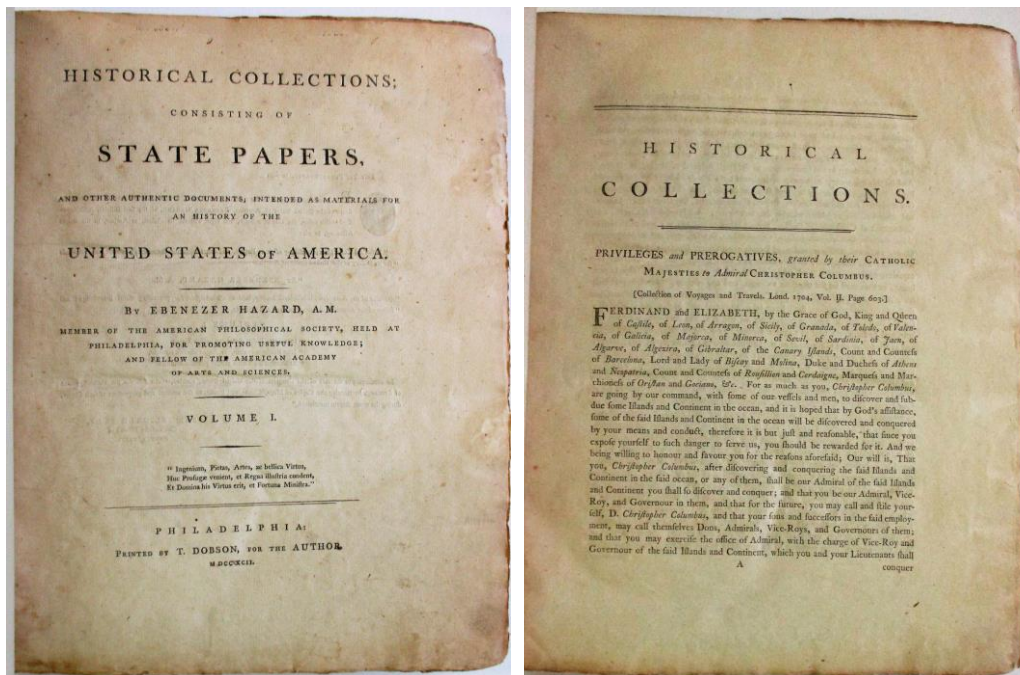 HISTORICAL COLLECTIONS;
CONSISTING OF
STATE PAPERS,
AND OTHER AUTHENTIC DOCUMENTS; INTENDED AS MATERIALS FOR
AN HISTORY OF THE
UNITED STATES OF AMERICA.
BY EBENEZER HAZARD, A.M.
MEMBER OF THE AMERICAN PHILOSOPHICAL SOCIETY, HELD AT
PHILADELPHIA, FOR PROMOTING USEFUL KNOWLEDGE;
AND FELLOW OF THE AMERICAN ACADEMY
OF ARTS AND SCIENCES.
VOLUME I.
"Ingenium, Pietas, Artes, ac bellica Virtus,
Huc Profugæ venient, et Regna illustria condent,
Et Domina his Virtus erit, et Fortuna Ministra."
PHILADELPHIA:
PRINTED BY T. DOBSON, FOR THE AUTHOR.
M.DCC.XCII.
HISTORICAL
COLLECTIONS.
PRIVILEGES and PREROGATIVES, granted by their CATHOLIC
MAJESTIES to Admiral CHRISTOPHER COLUMBUS.
[Collection of Voyages and Travels. Lond. 1704, Vol. II. Page 603.]
FERDINAND and ELIZABETH, by the Grace of God, King and Queen
of Caſtile, of Leon, of Arragon, of Sicily, of Granada, of Toledo, of Valen-
cia, of Galicia, of Majorca, of Minorca, of Sevil, of Sardinia, of Jaen, of
Algarve, of Algezira, of Gibraltar, of the Canary Iſlands, Count and Counteſs
of Barcelona, Lord and Lady of Biſcay and Molina, Duke and Ducheſs of Athens
and Neopatria, Count and Counteſs of Rouſillion and Cerdaigne, Marqueſs and Mar-
chioneſs of Oriſtan and Gociano, &c. For as much as you, Chriſtopher Columbus,
are going by our command, with ſome of our veſſels and men, to diſcover and ſub-
due ſome Iſlands and Continent in the ocean, and it is hoped that by God's aſſiſtance,
ſome of the ſaid Iſlands and Continent in the ocean will be diſcovered and conquered
by your means and conduct, therefore it is but juſt and reaſonable, that ſince you
expoſe yourſelf to ſuch danger to ſerve us, you ſhould be rewarded for it. And we
being willing to honour and favour you for the reaſons aforeſaid; Our will is, That
you, Chriſtopher Columbus, after diſcovering and conquering the ſaid Iſlands and
Continent in the ſaid ocean, or any of them, ſhall be our Admiral of the ſaid Iſlands
and Continent you ſhall ſo diſcover and conquer; and that you be our Admiral, Vice-
Roy, and Governour in them, and that for the future, you may call and ſtile your-
ſelf, D. Chriſtopher Columbus, and that your ſons and ſucceſſors in the ſaid employ-
ment, may call themſelves Dons, Admirals, Vice-Roys, and Governours of them;
and that you may exerciſe the office of Admiral, with the charge of Vice-Roy and
Governour of the ſaid Iſlands and Continent, which you and your Lieutenants ſhall
A conquer